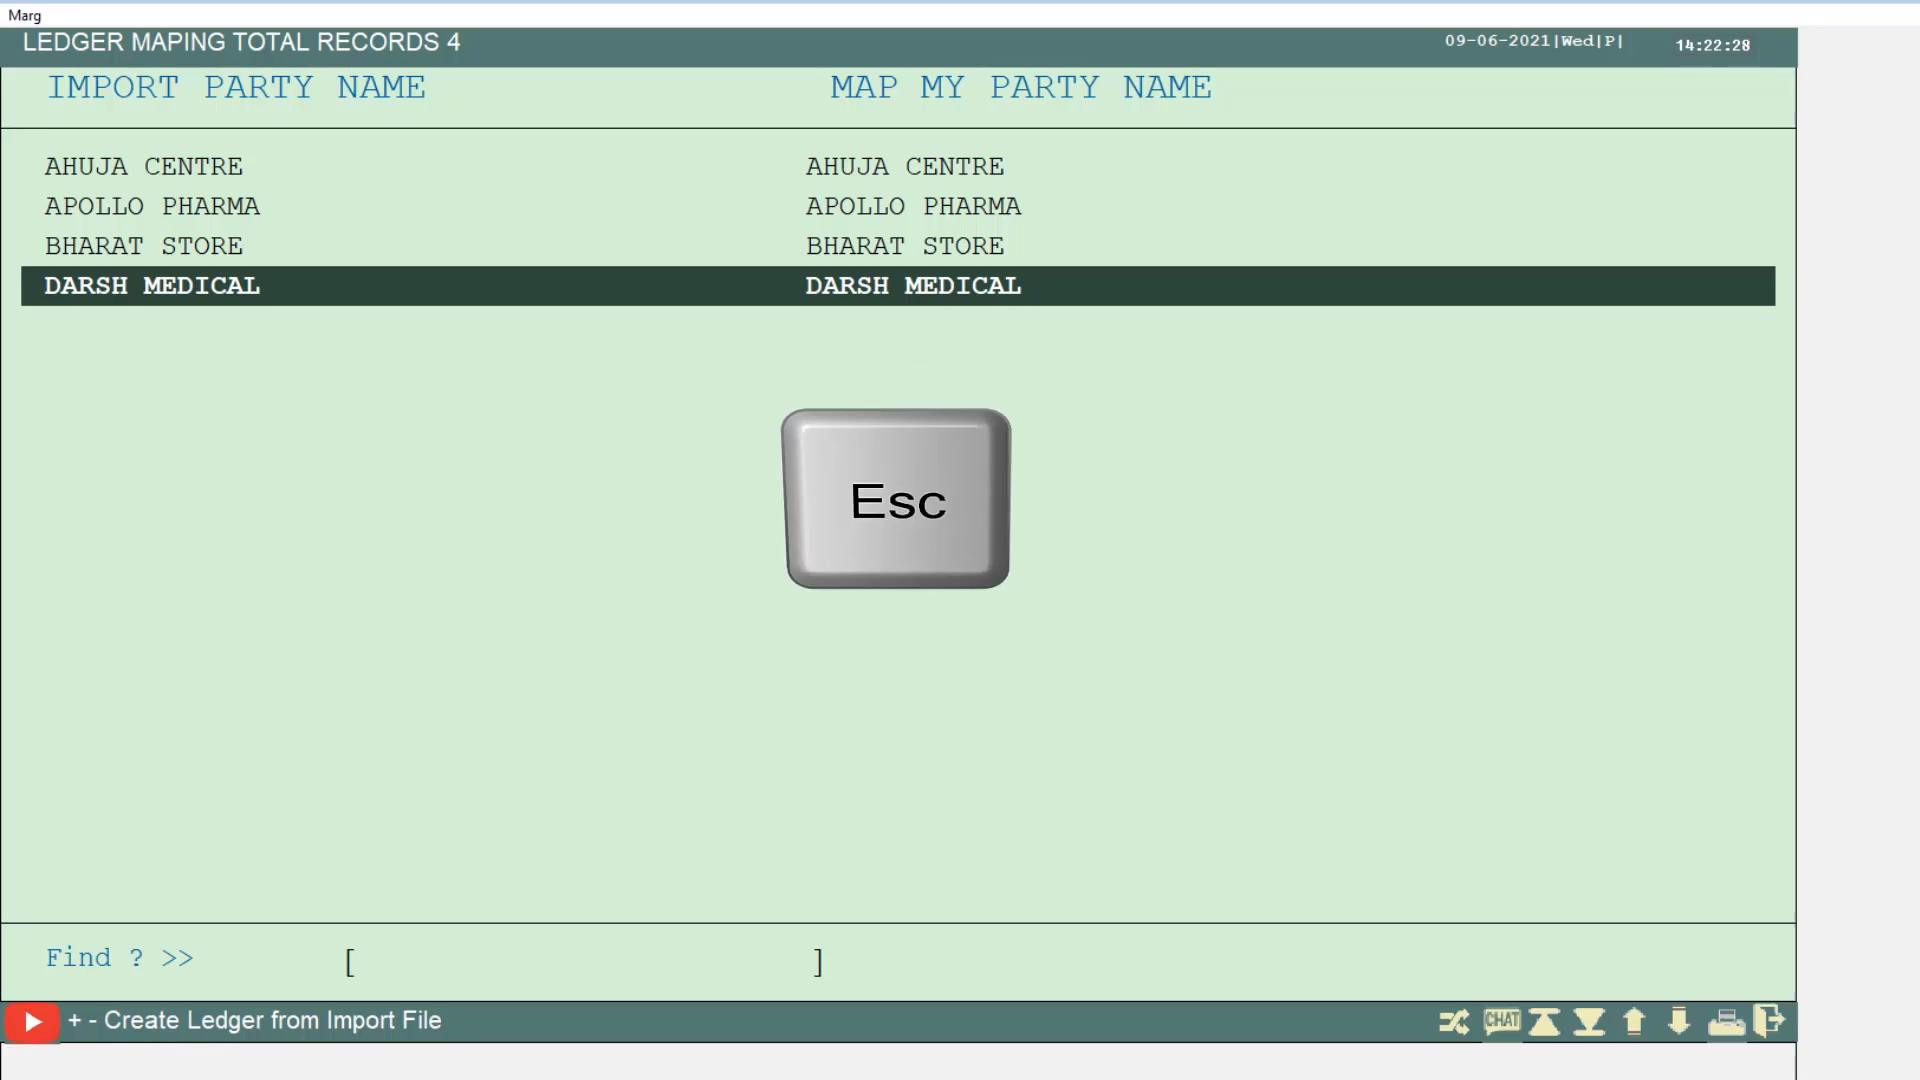 Marg
LEDGER MAPING TOTAL RECORDS 4
09-06-2021|Wed|P|
14:22:28
IMPORT PARTY NAME
MAP MY PARTY NAME
AHUJA CENTRE
AHUJA CENTRE
APOLLO PHARMA
APOLLO PHARMA
BHARAT STORE
BHARAT STORE
DARSH MEDICAL
DARSH MEDICAL
Esc
Find ? >>
[ ]
+ - Create Ledger from Import File
CHAT